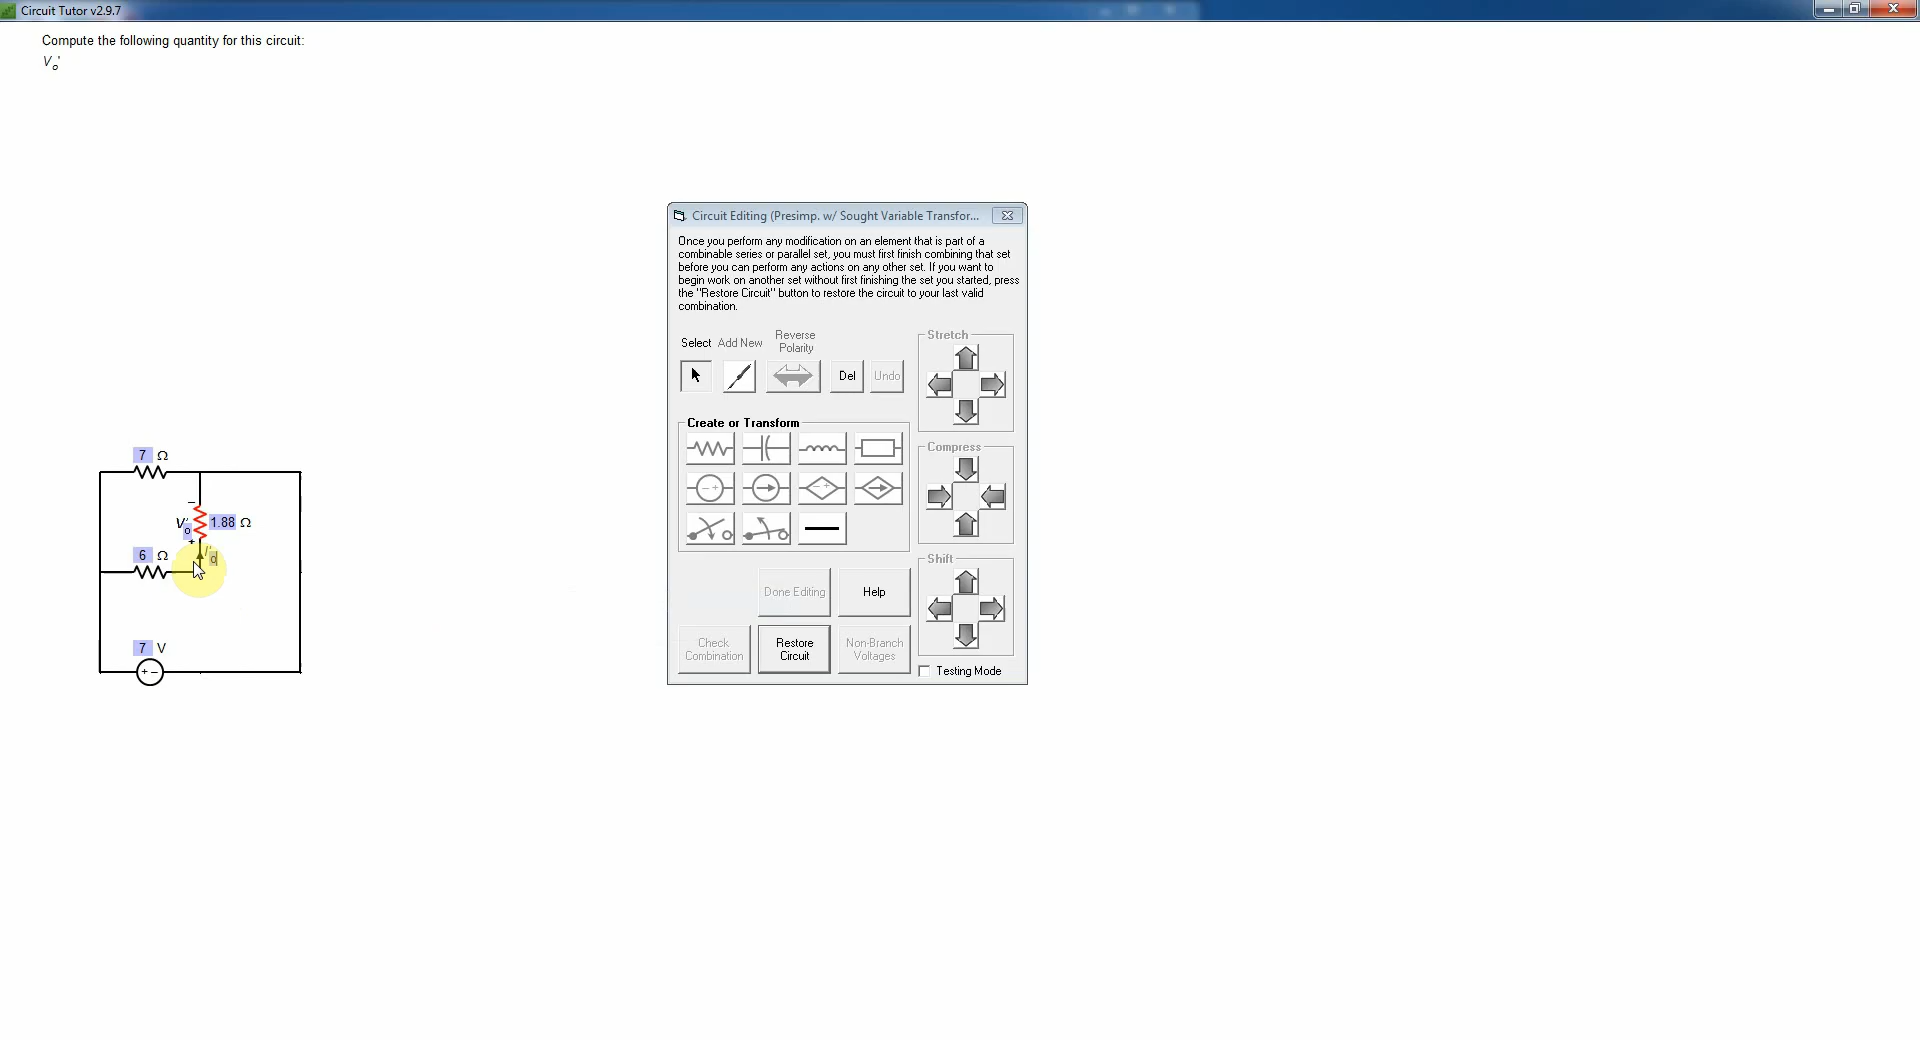 Circuit Tutor v2.9.7
Compute the following quantity for this circuit:
Vo'
Circuit Editing (Presimp. w/ Sought Variable Transfor...
Once you perform any modification on an element that is part of a
combinable series or parallel set, you must first finish combining that set
before you can perform any actions on any other set. If you want to
begin work on another set without first finishing the set you started, press
the "Restore Circuit" button to restore the circuit to your last valid
combination.
Select Add New Reverse Polarity
Stretch
Del Undo
Create or Transform
Compress
Shift
Done Editing Help
Check Combination Restore Circuit Non-Branch Voltages
Testing Mode
7 Ω
Vo' 1.88 Ω
I'o
6 Ω
7 V